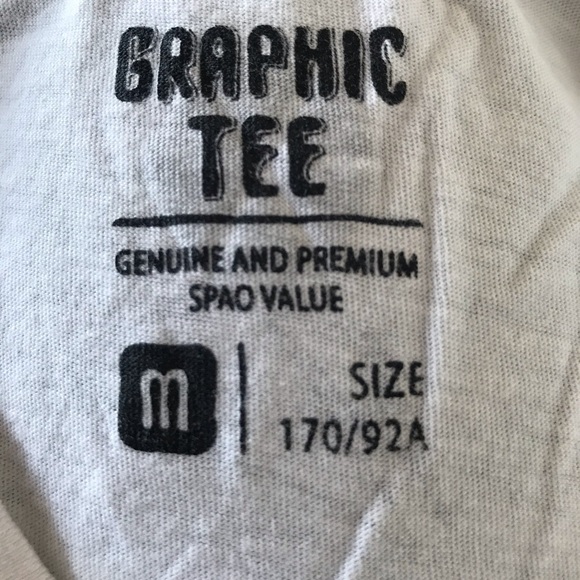 GRAPHIC
TEE
GENUINE AND PREMIUM
SPAO VALUE
m
SIZE
170/92A